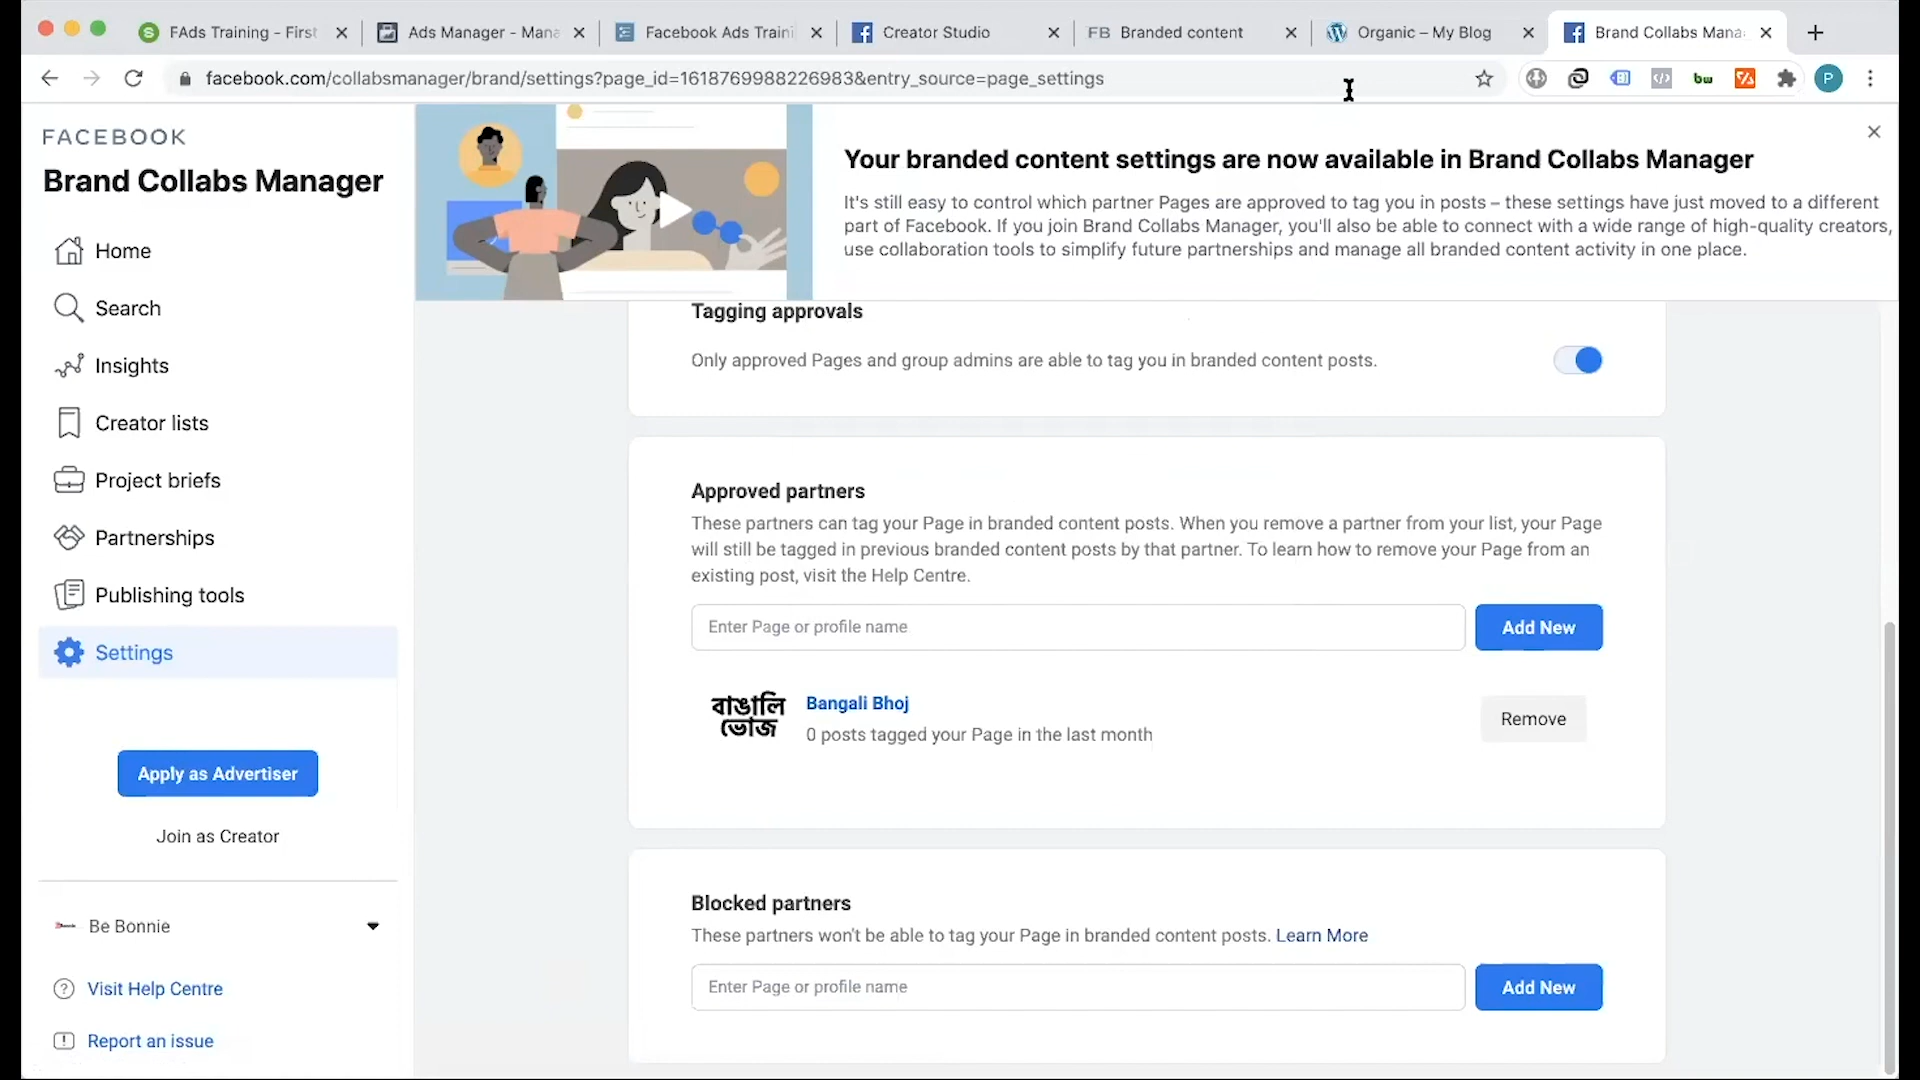 FAds Training - First
Ads Manager - Mana
Facebook Ads Traini
Creator Studio
FB Branded content
Organic – My Blog
Brand Collabs Mana
facebook.com/collabsmanager/brand/settings?page_id=1618769988226983&entry_source=page_settings
bw
P
FACEBOOK
Brand Collabs Manager
Home
Search
Insights
Creator lists
Project briefs
Partnerships
Publishing tools
Settings
Apply as Advertiser
Join as Creator
Be Bonnie
Visit Help Centre
Report an issue
Your branded content settings are now available in Brand Collabs Manager
It's still easy to control which partner Pages are approved to tag you in posts – these settings have just moved to a different
part of Facebook. If you join Brand Collabs Manager, you'll also be able to connect with a wide range of high-quality creators,
use collaboration tools to simplify future partnerships and manage all branded content activity in one place.
Tagging approvals
Only approved Pages and group admins are able to tag you in branded content posts.
Approved partners
These partners can tag your Page in branded content posts. When you remove a partner from your list, your Page
will still be tagged in previous branded content posts by that partner. To learn how to remove your Page from an
existing post, visit the Help Centre.
Enter Page or profile name
Add New
বাঙালি
ভোজ
Bangali Bhoj
0 posts tagged your Page in the last month
Remove
Blocked partners
These partners won't be able to tag your Page in branded content posts. Learn More
Enter Page or profile name
Add New